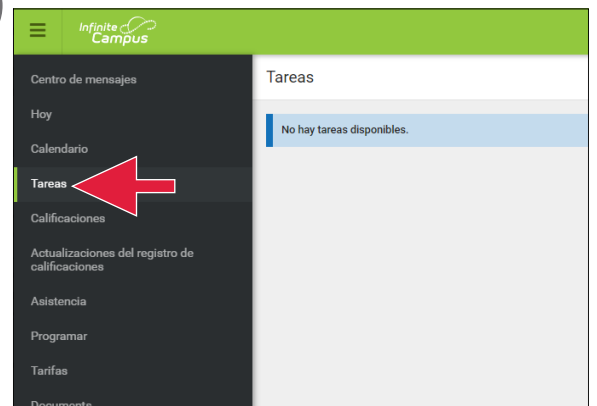 Infinite
Campus
Centro de mensajes
Hoy
Calendario
Tareas
Calificaciones
Actualizaciones del registro de
calificaciones
Asistencia
Programar
Tarifas
Documents
Tareas
No hay tareas disponibles.